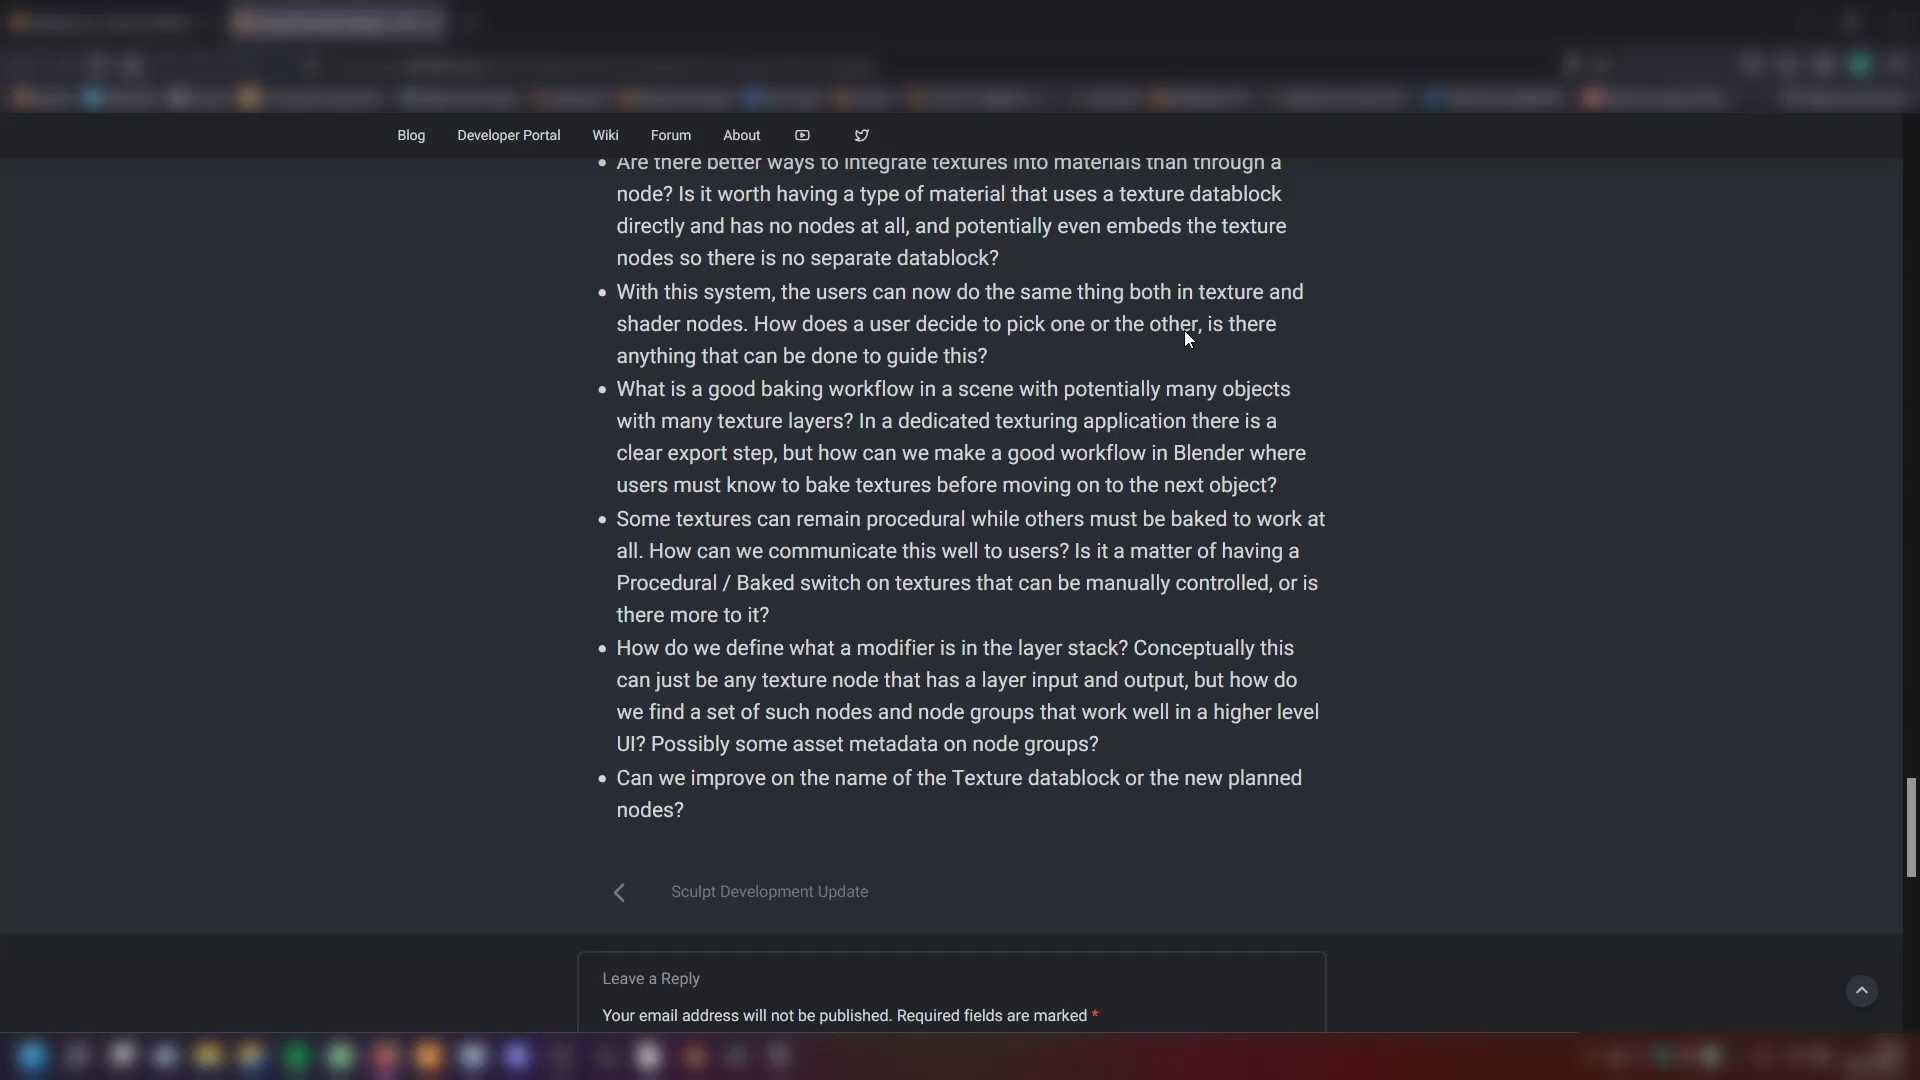 Blog Developer Portal Wiki Forum About
Are there better ways to integrate textures into materials than through a
node? Is it worth having a type of material that uses a texture datablock
directly and has no nodes at all, and potentially even embeds the texture
nodes so there is no separate datablock?
With this system, the users can now do the same thing both in texture and
shader nodes. How does a user decide to pick one or the other, is there
anything that can be done to guide this?
What is a good baking workflow in a scene with potentially many objects
with many texture layers? In a dedicated texturing application there is a
clear export step, but how can we make a good workflow in Blender where
users must know to bake textures before moving on to the next object?
Some textures can remain procedural while others must be baked to work at
all. How can we communicate this well to users? Is it a matter of having a
Procedural / Baked switch on textures that can be manually controlled, or is
there more to it?
How do we define what a modifier is in the layer stack? Conceptually this
can just be any texture node that has a layer input and output, but how do
we find a set of such nodes and node groups that work well in a higher level
UI? Possibly some asset metadata on node groups?
Can we improve on the name of the Texture datablock or the new planned
nodes?
Sculpt Development Update
Leave a Reply
Your email address will not be published. Required fields are marked *